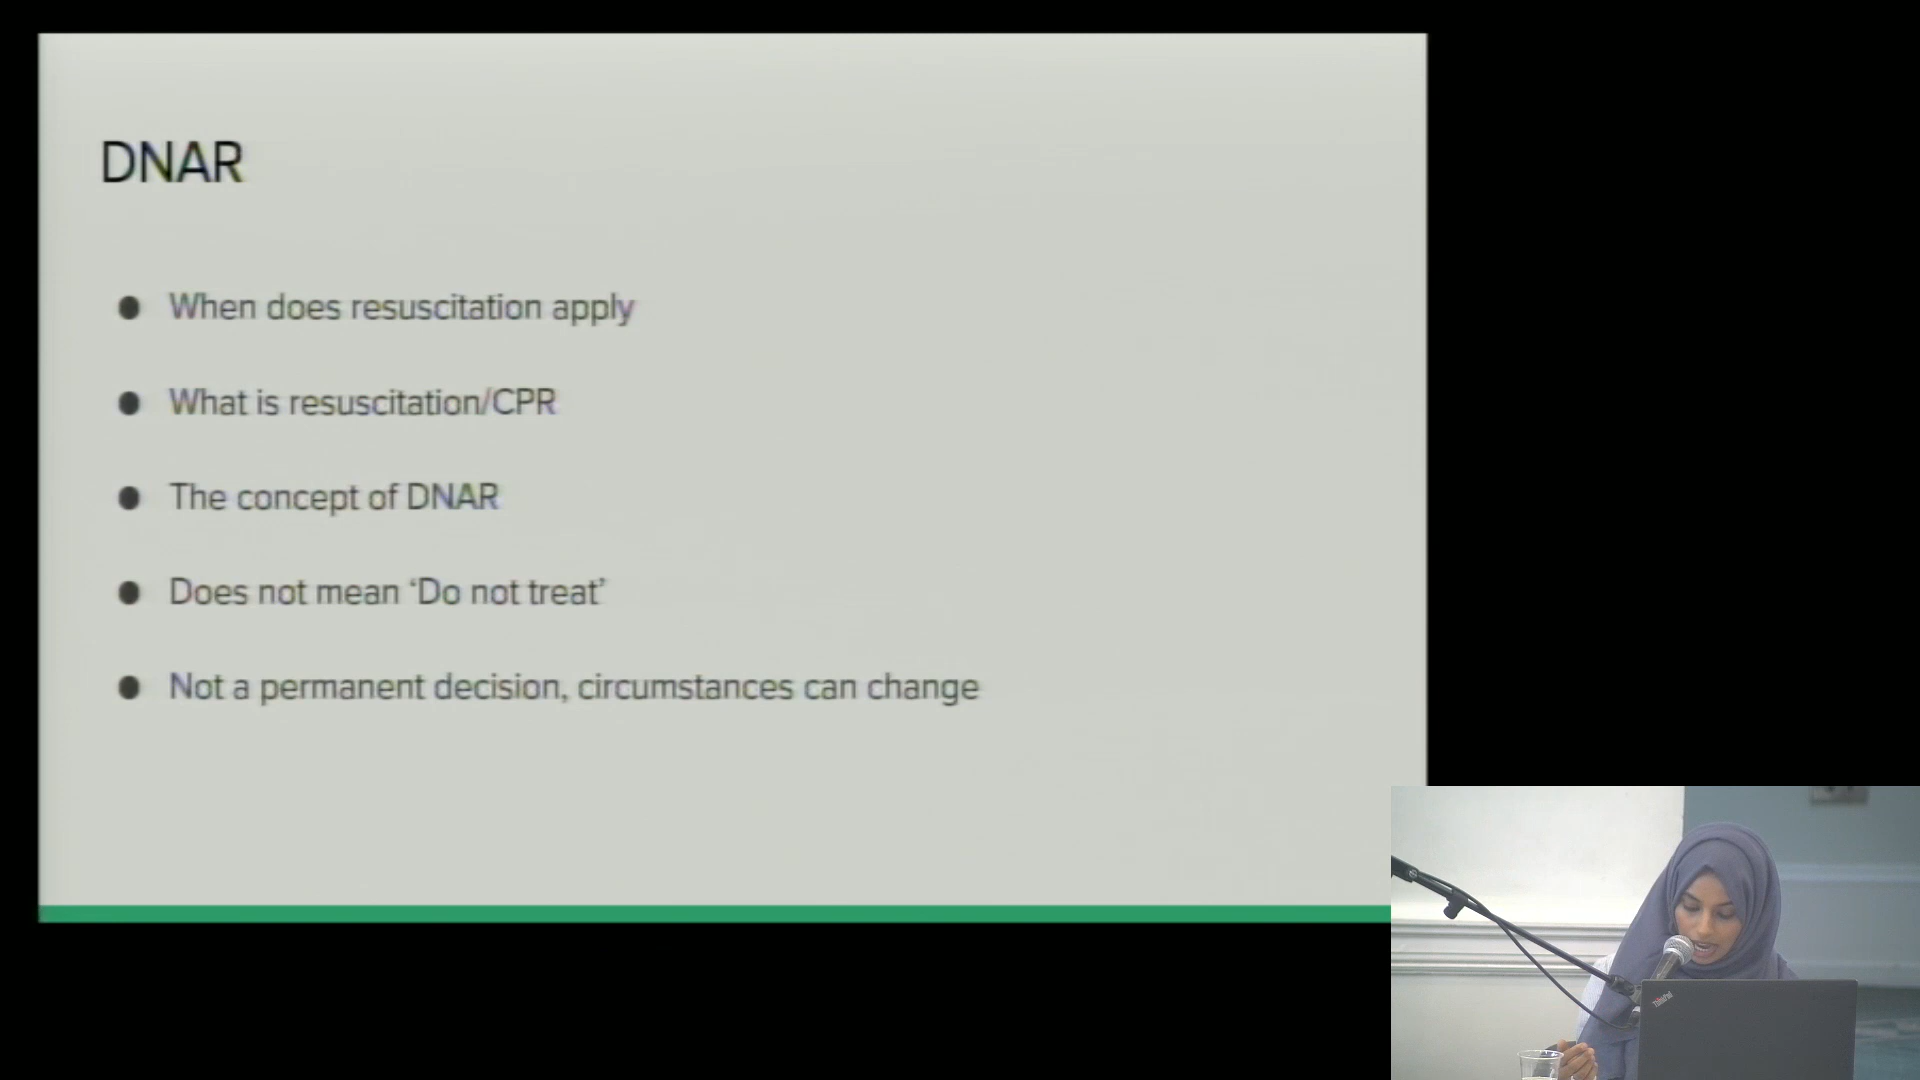 DNAR
● When does resuscitation apply
● What is resuscitation/CPR
● The concept of DNAR
● Does not mean ‘Do not treat’
● Not a permanent decision, circumstances can change
ThinkPad